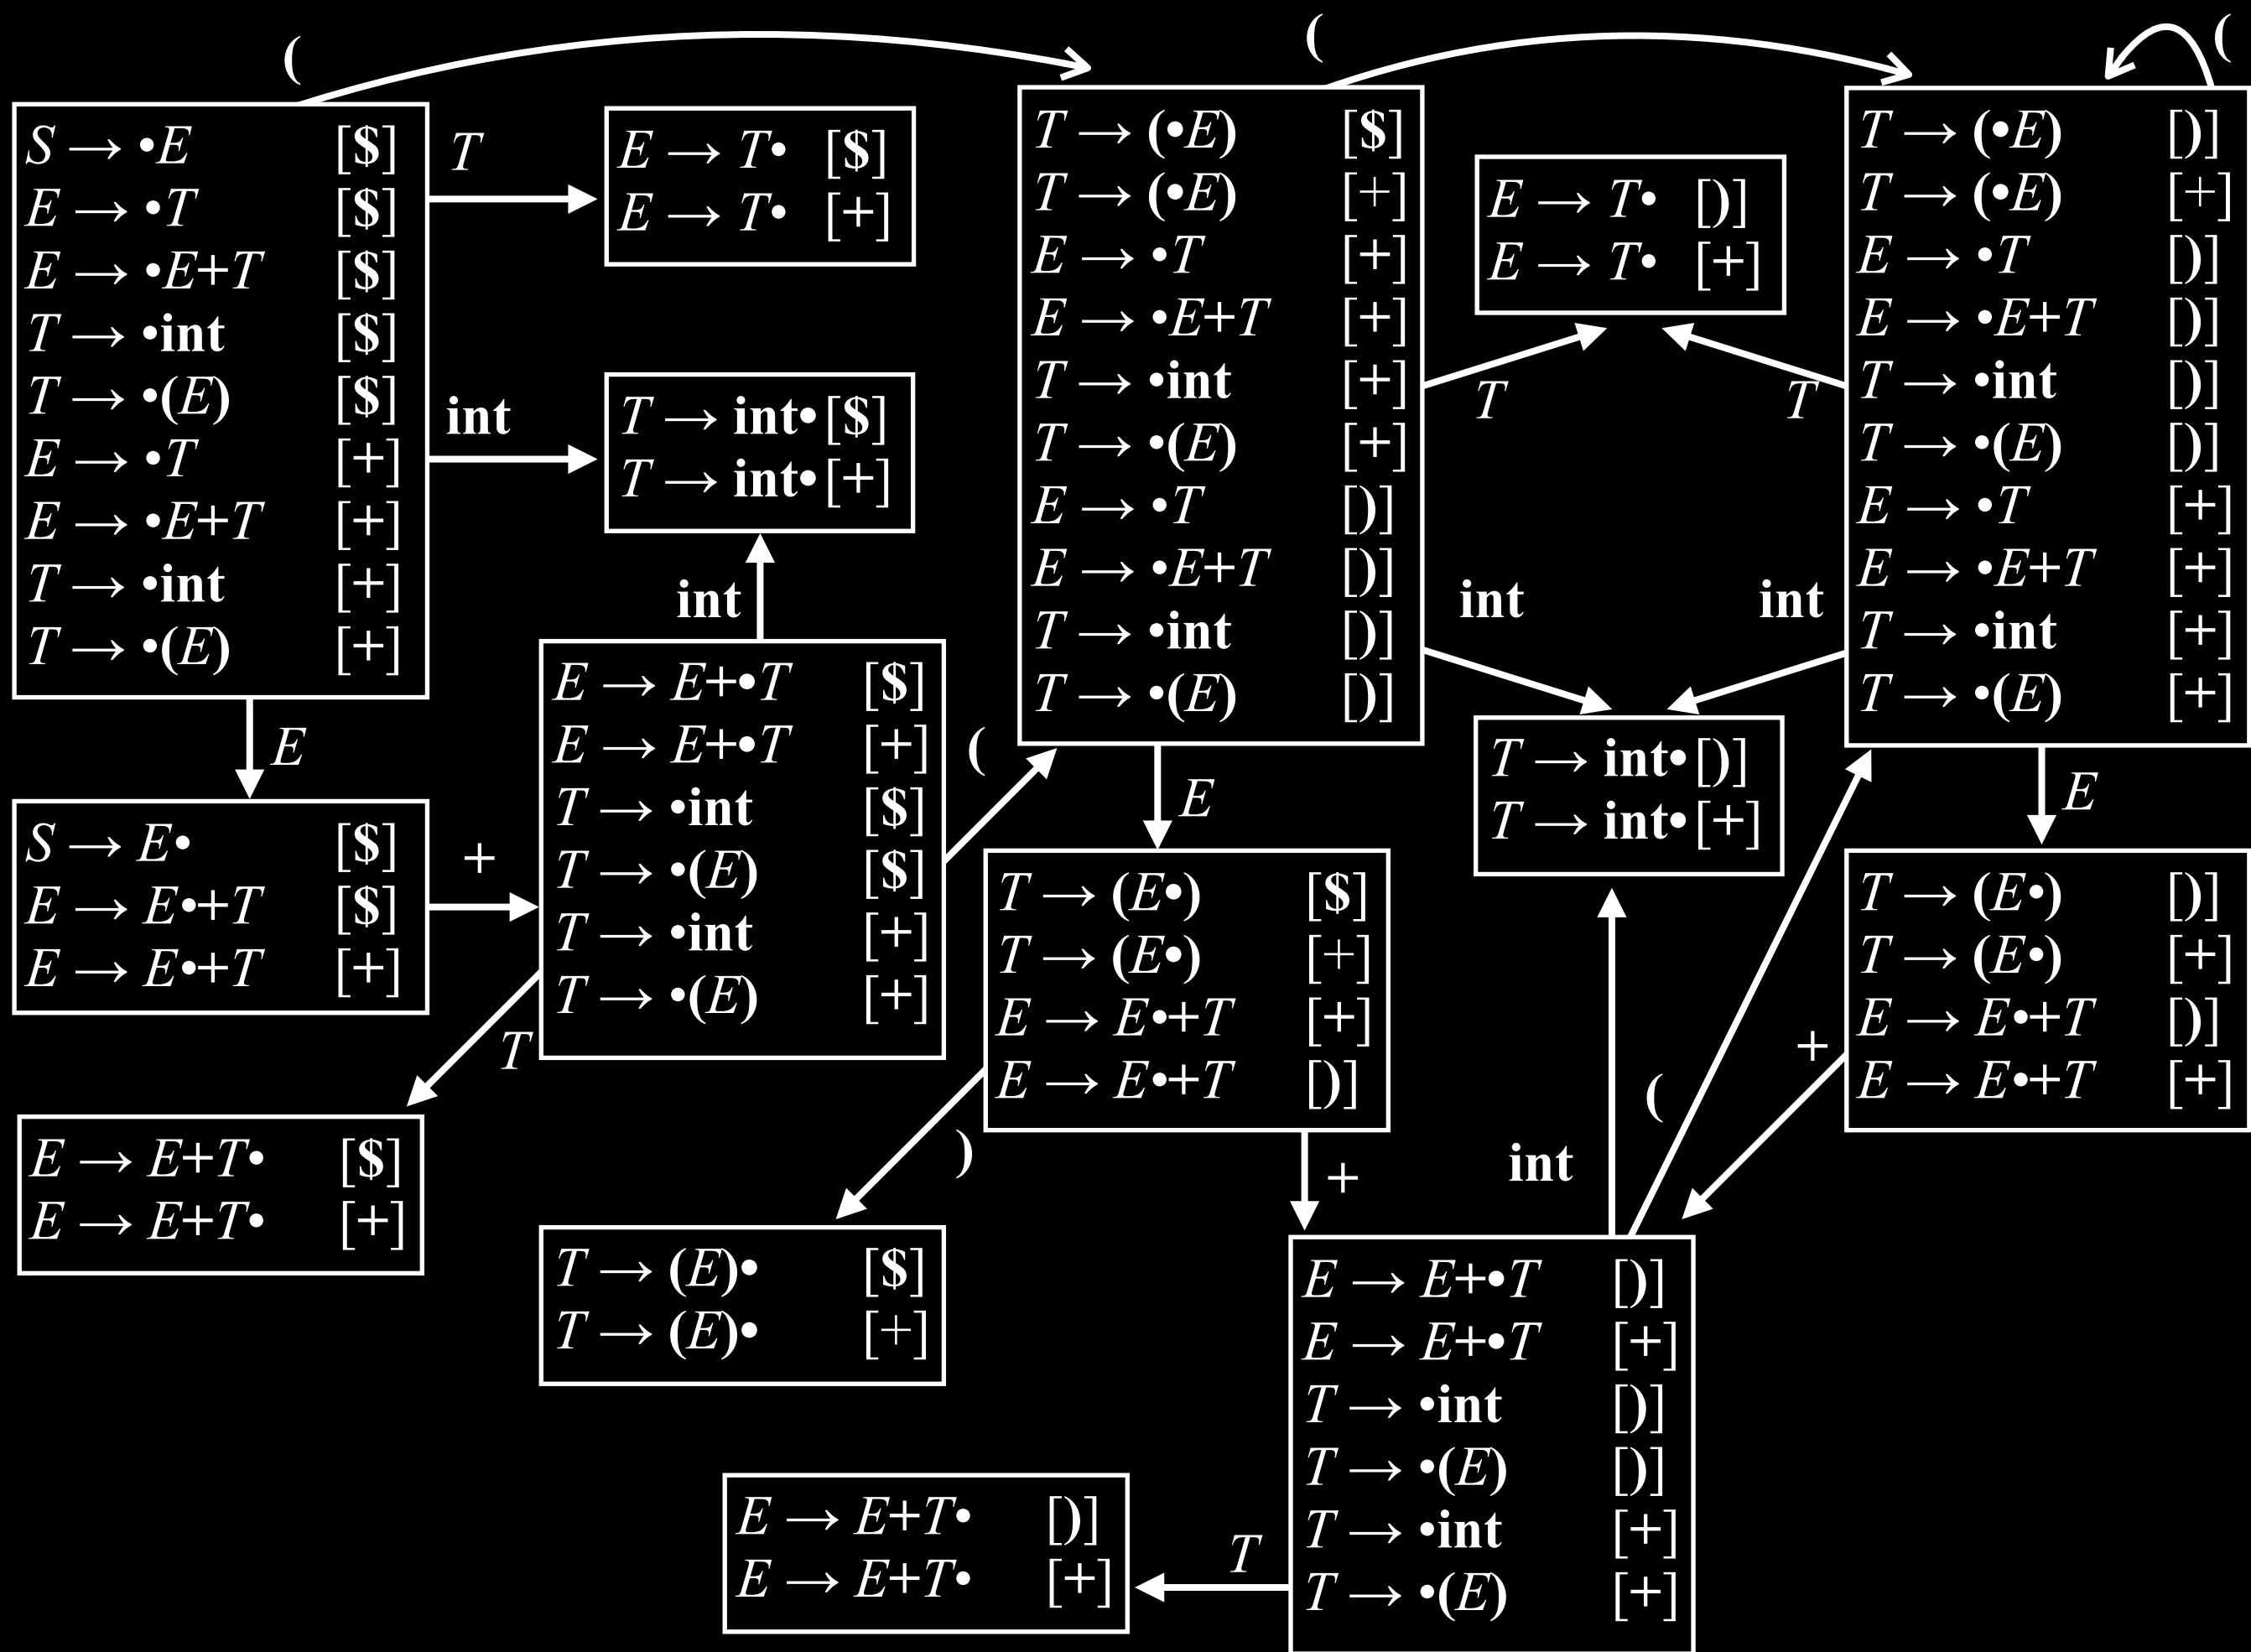 (
(
(
S → ·E [$]
E → ·T [$]
E → ·E+T [$]
T → ·int [$]
T → ·(E) [$]
E → ·T [+]
E → ·E+T [+]
T → ·int [+]
T → ·(E) [+]
T
E → T· [$]
E → T· [+]
int
T → int· [$]
T → int· [+]
int
T → (·E) [$]
T → (·E) [+]
E → ·T [+]
E → ·E+T [+]
T → ·int [+]
T → ·(E) [+]
E → ·T [)]
E → ·E+T [)]
T → ·int [)]
T → ·(E) [)]
E → T· [)]
E → T· [+]
T
T
int
int
T → (·E) [)]
T → (·E) [+]
E → ·T [)]
E → ·E+T [)]
T → ·int [)]
T → ·(E) [)]
E → ·T [+]
E → ·E+T [+]
T → ·int [+]
T → ·(E) [+]
E
S → E· [$]
E → E·+T [$]
E → E·+T [+]
+
E → E+·T [$]
E → E+·T [+]
T → ·int [$]
T → ·(E) [$]
T → ·int [+]
T → ·(E) [+]
(
E
T → int· [)]
T → int· [+]
E
T → (E·) [$]
T → (E·) [+]
E → E·+T [+]
E → E·+T [)]
T → (E·) [)]
T → (E·) [+]
E → E·+T [)]
E → E·+T [+]
T
E → E+T· [$]
E → E+T· [+]
)
+
int
(
+
T → (E)· [$]
T → (E)· [+]
E → E+·T [)]
E → E+·T [+]
T → ·int [)]
T → ·(E) [)]
T → ·int [+]
T → ·(E) [+]
T
E → E+T· [)]
E → E+T· [+]